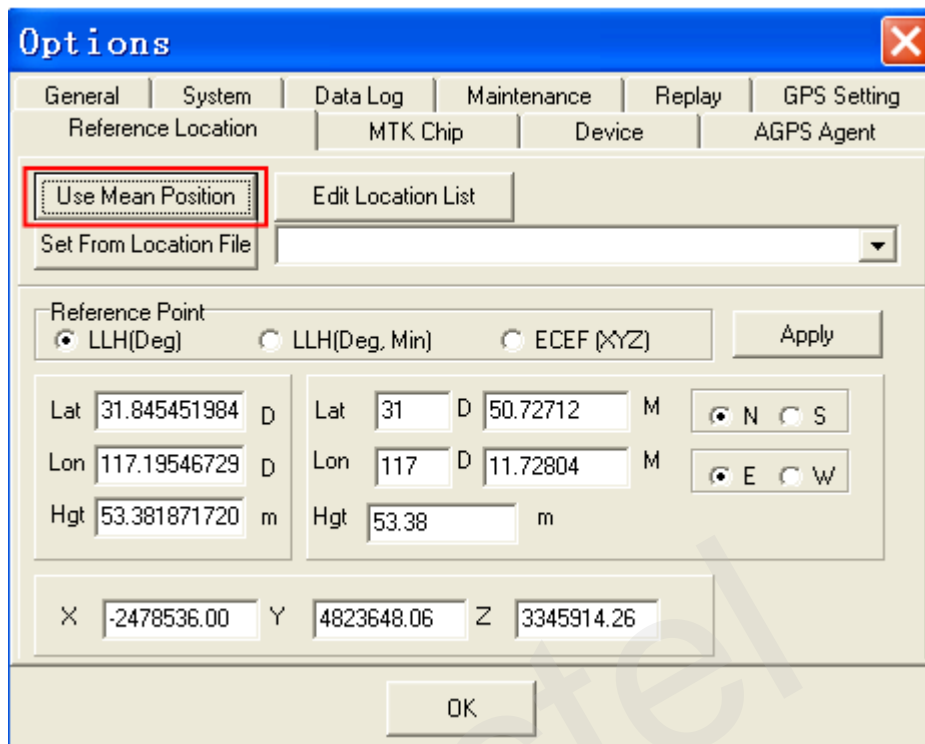 Options
General System Data Log Maintenance Replay GPS Setting
Reference Location MTK Chip Device AGPS Agent
Use Mean Position Edit Location List
Set From Location File
Reference Point
LLH(Deg) LLH(Deg, Min) ECEF (XYZ) Apply
Lat 31.845451984 D Lat 31 D 50.72712 M N S
Lon 117.19546729 D Lon 117 D 11.72804 M E W
Hgt 53.381871720 m Hgt 53.38 m
X -2478536.00 Y 4823648.06 Z 3345914.26
OK